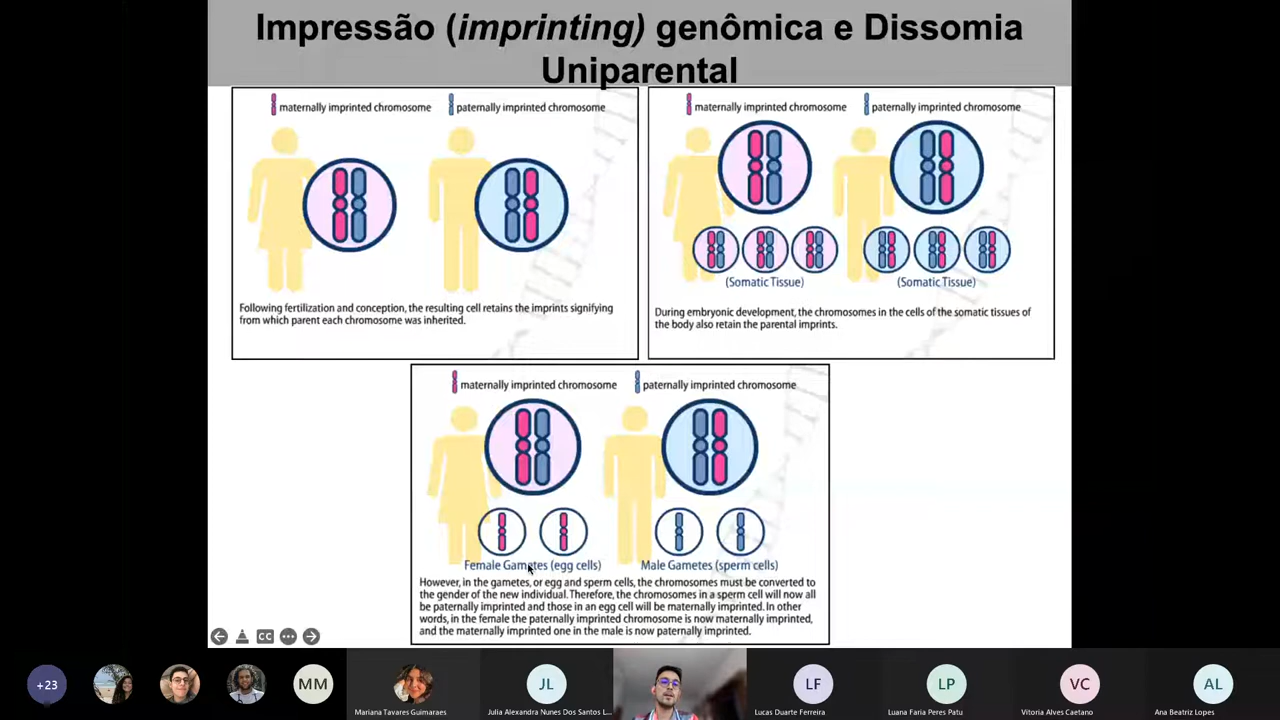 Impressão (imprinting) genômica e Dissomia
Uniparental
maternally imprinted chromosome
paternally imprinted chromosome
Following fertilization and conception, the resulting cell retains the imprints signifying
from which parent each chromosome was inherited.
maternally imprinted chromosome
paternally imprinted chromosome
(Somatic Tissue)
(Somatic Tissue)
During embryonic development, the chromosomes in the cells of the somatic tissues of
the body also retain the parental imprints.
maternally imprinted chromosome
paternally imprinted chromosome
Female Gametes (egg cells)
Male Gametes (sperm cells)
However, in the gametes, or egg and sperm cells, the chromosomes must be converted to
the gender of the new individual. Therefore, the chromosomes in a sperm cell will now all
be paternally imprinted and those in an egg cell will be maternally imprinted. In other
words, in the female the paternally imprinted chromosome is now maternally imprinted,
and the maternally imprinted one in the male is now paternally imprinted.
CC
+23
MM
Mariana Tavares Guimaraes
JL
Julia Alexandra Nunes Dos Santos L...
LF
Lucas Duarte Ferreira
LP
Luana Faria Peres Patu
VC
Vitoria Alves Caetano
AL
Ana Beatriz Lopes